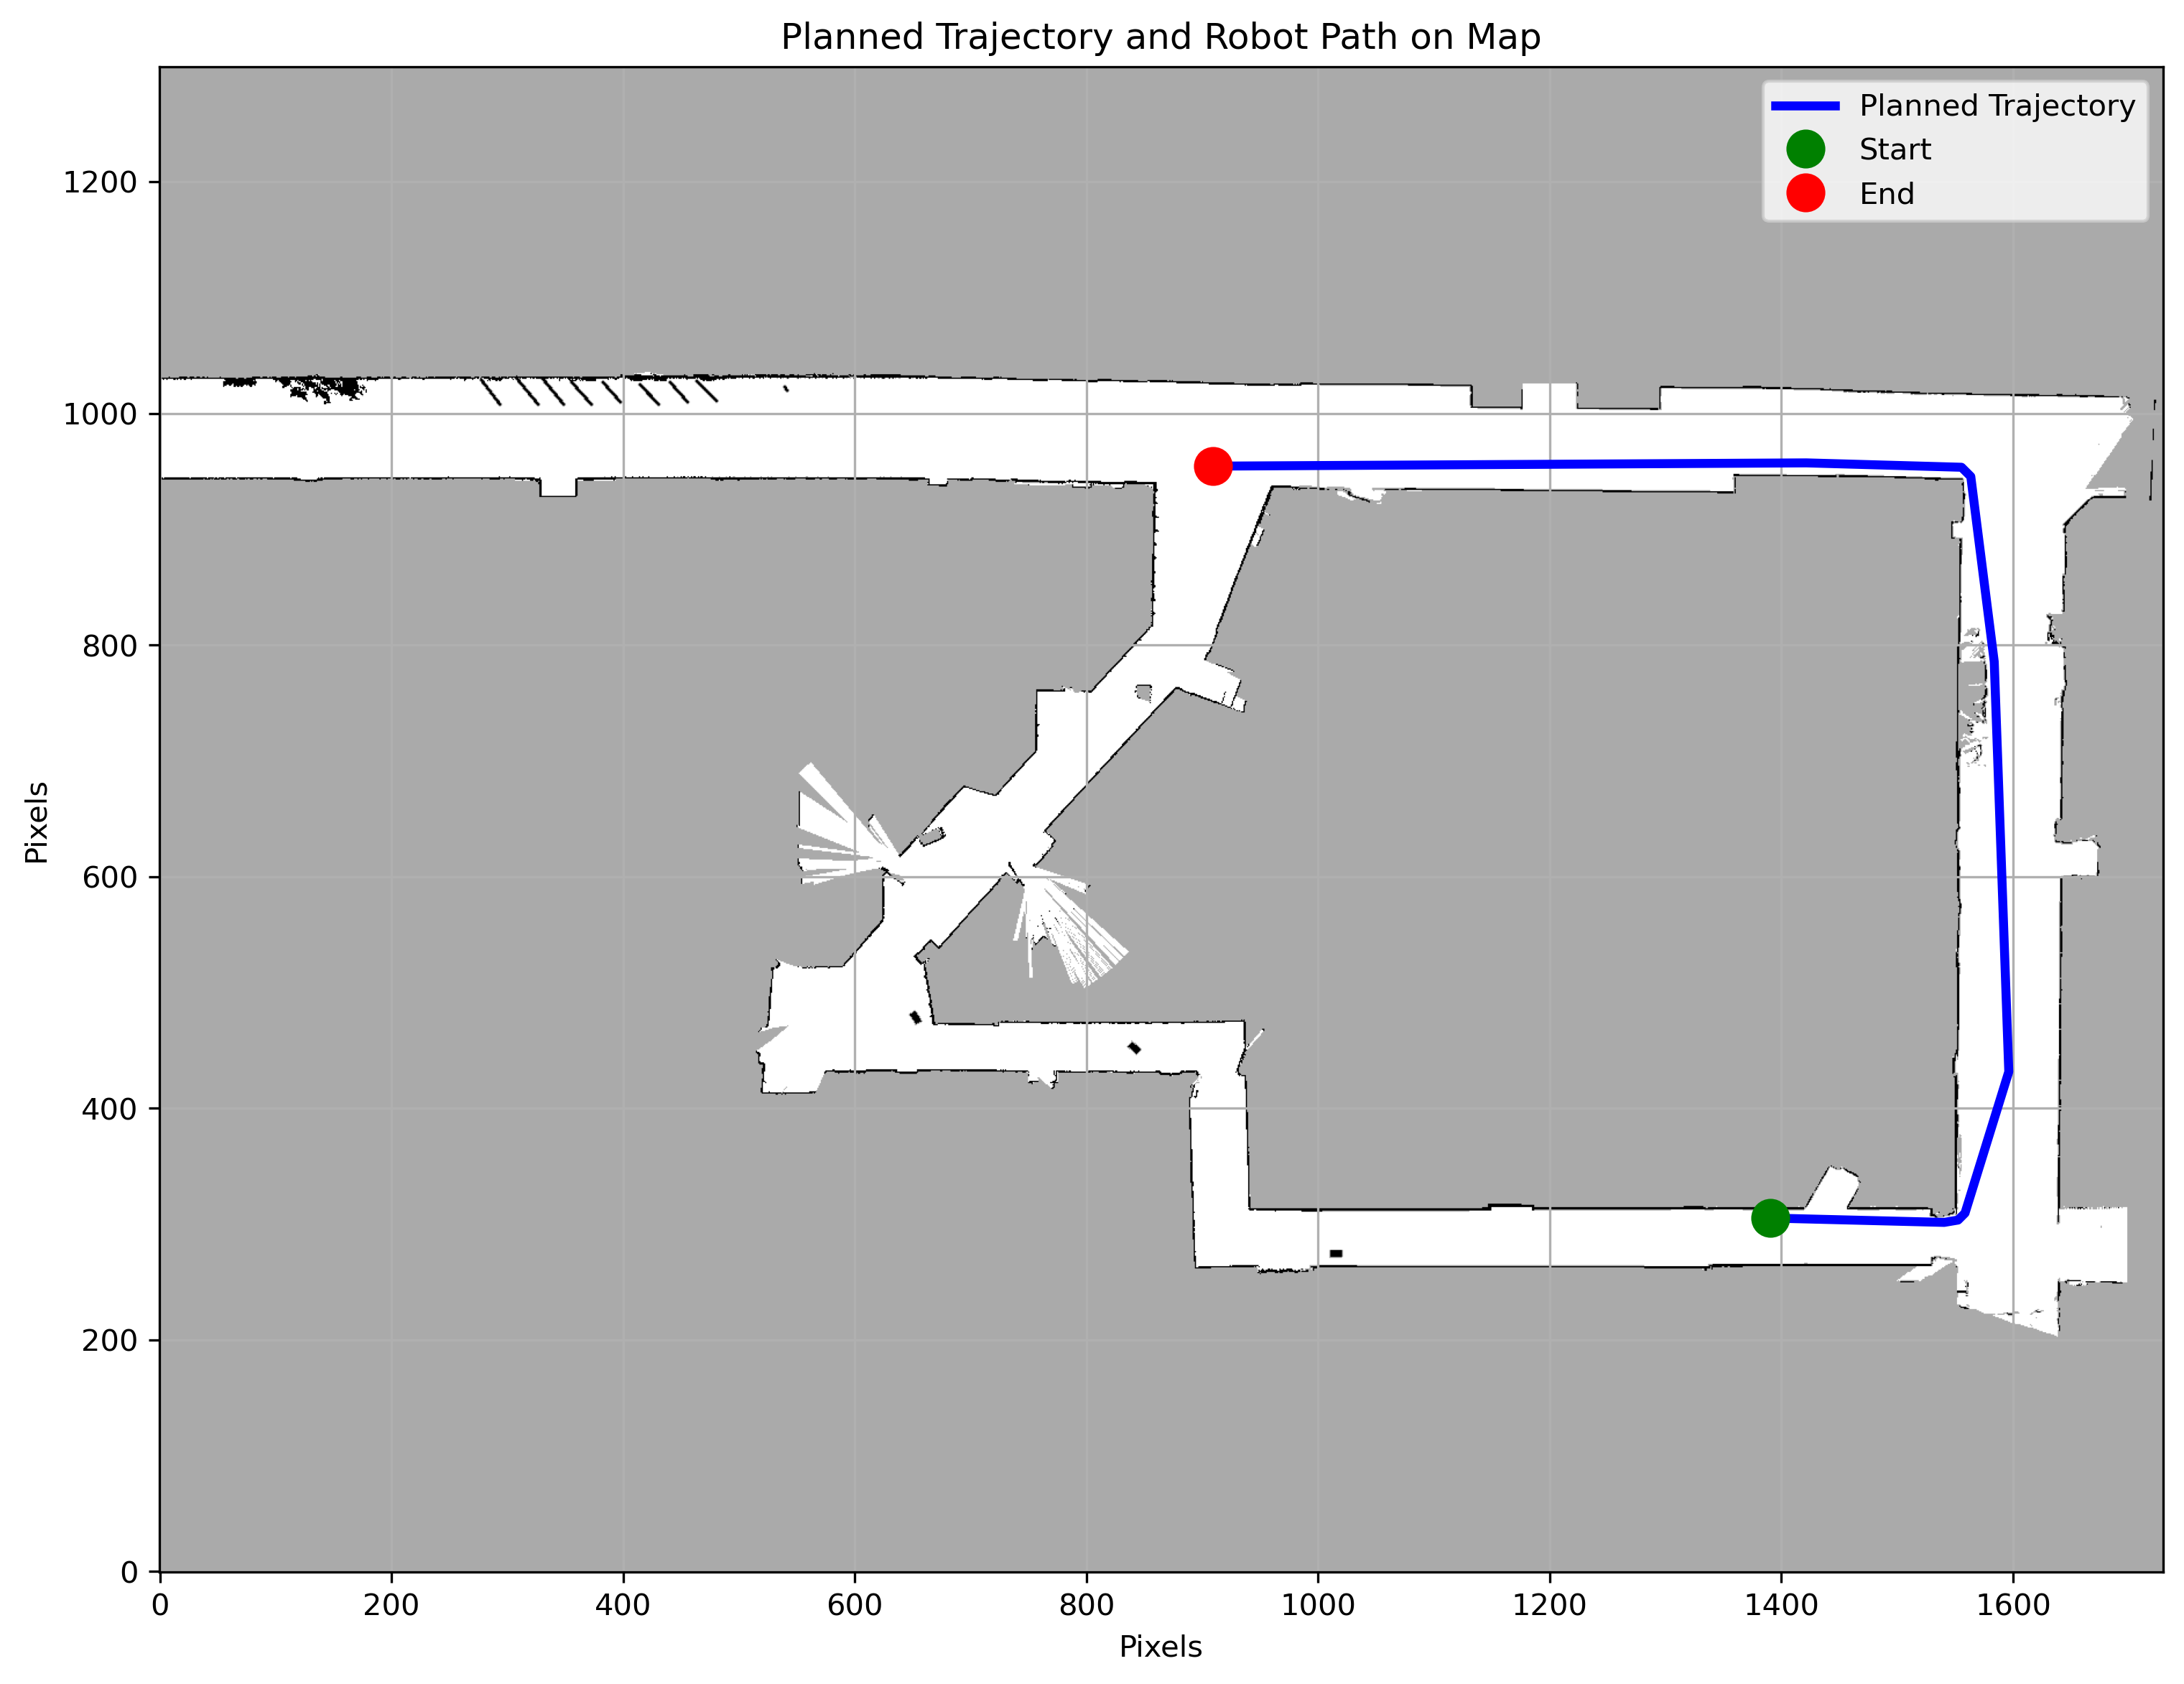 Planned Trajectory and Robot Path on Map
Planned Trajectory
Start
End
Pixels
1200
1000
800
600
400
200
0
0 200 400 600 800 1000 1200 1400 1600
Pixels